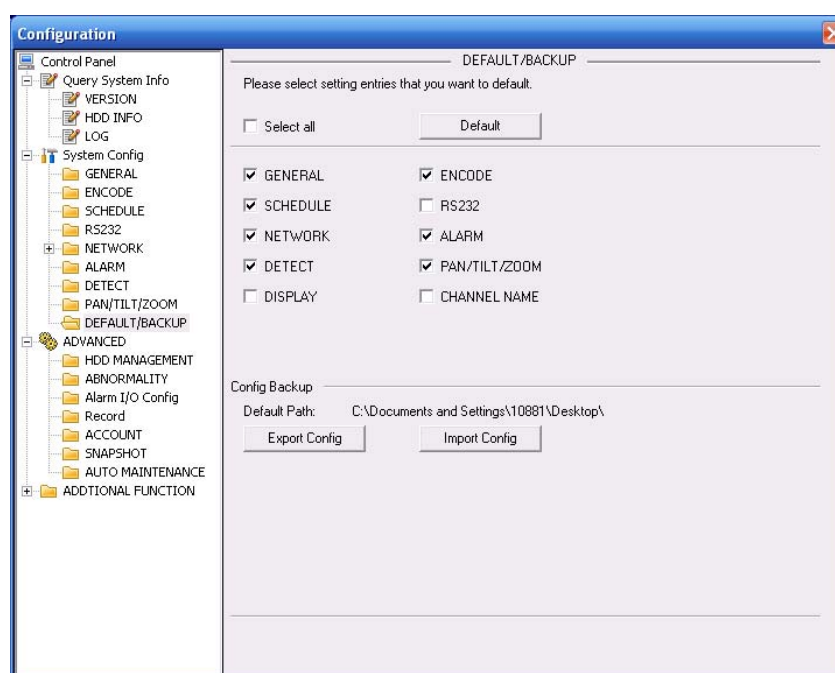 Configuration
Control Panel
Query System Info
VERSION
HDD INFO
LOG
System Config
GENERAL
ENCODE
SCHEDULE
RS232
NETWORK
ALARM
DETECT
PAN/TILT/ZOOM
DEFAULT/BACKUP
ADVANCED
HDD MANAGEMENT
ABNORMALITY
Alarm I/O Config
Record
ACCOUNT
SNAPSHOT
AUTO MAINTENANCE
ADDTIONAL FUNCTION
DEFAULT/BACKUP
Please select setting entries that you want to default.
Select all Default
GENERAL ENCODE
SCHEDULE RS232
NETWORK ALARM
DETECT PAN/TILT/ZOOM
DISPLAY CHANNEL NAME
Config Backup
Default Path: C:\Documents and Settings\10881\Desktop\
Export Config Import Config